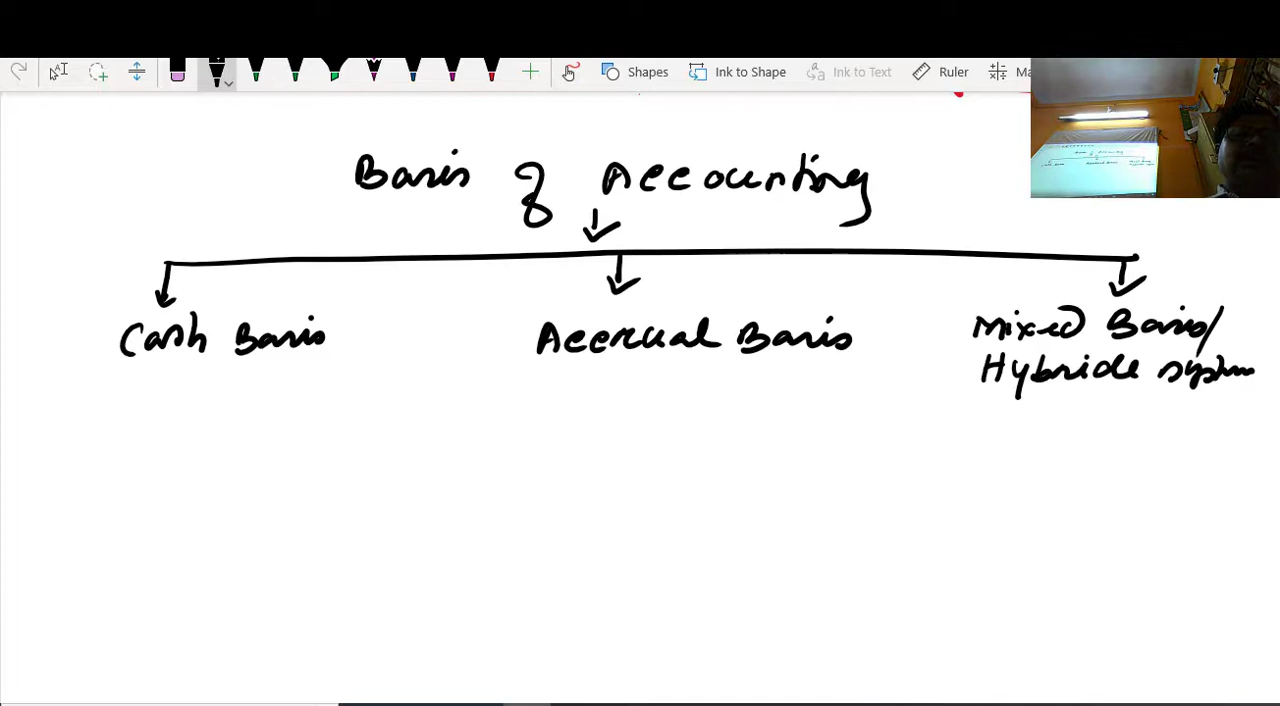 Shapes Ink to Shape Ink to Text Ruler Ma
Basis of Accounting
Cash Basis Accrual Basis Mixed Basis/
Hybride system